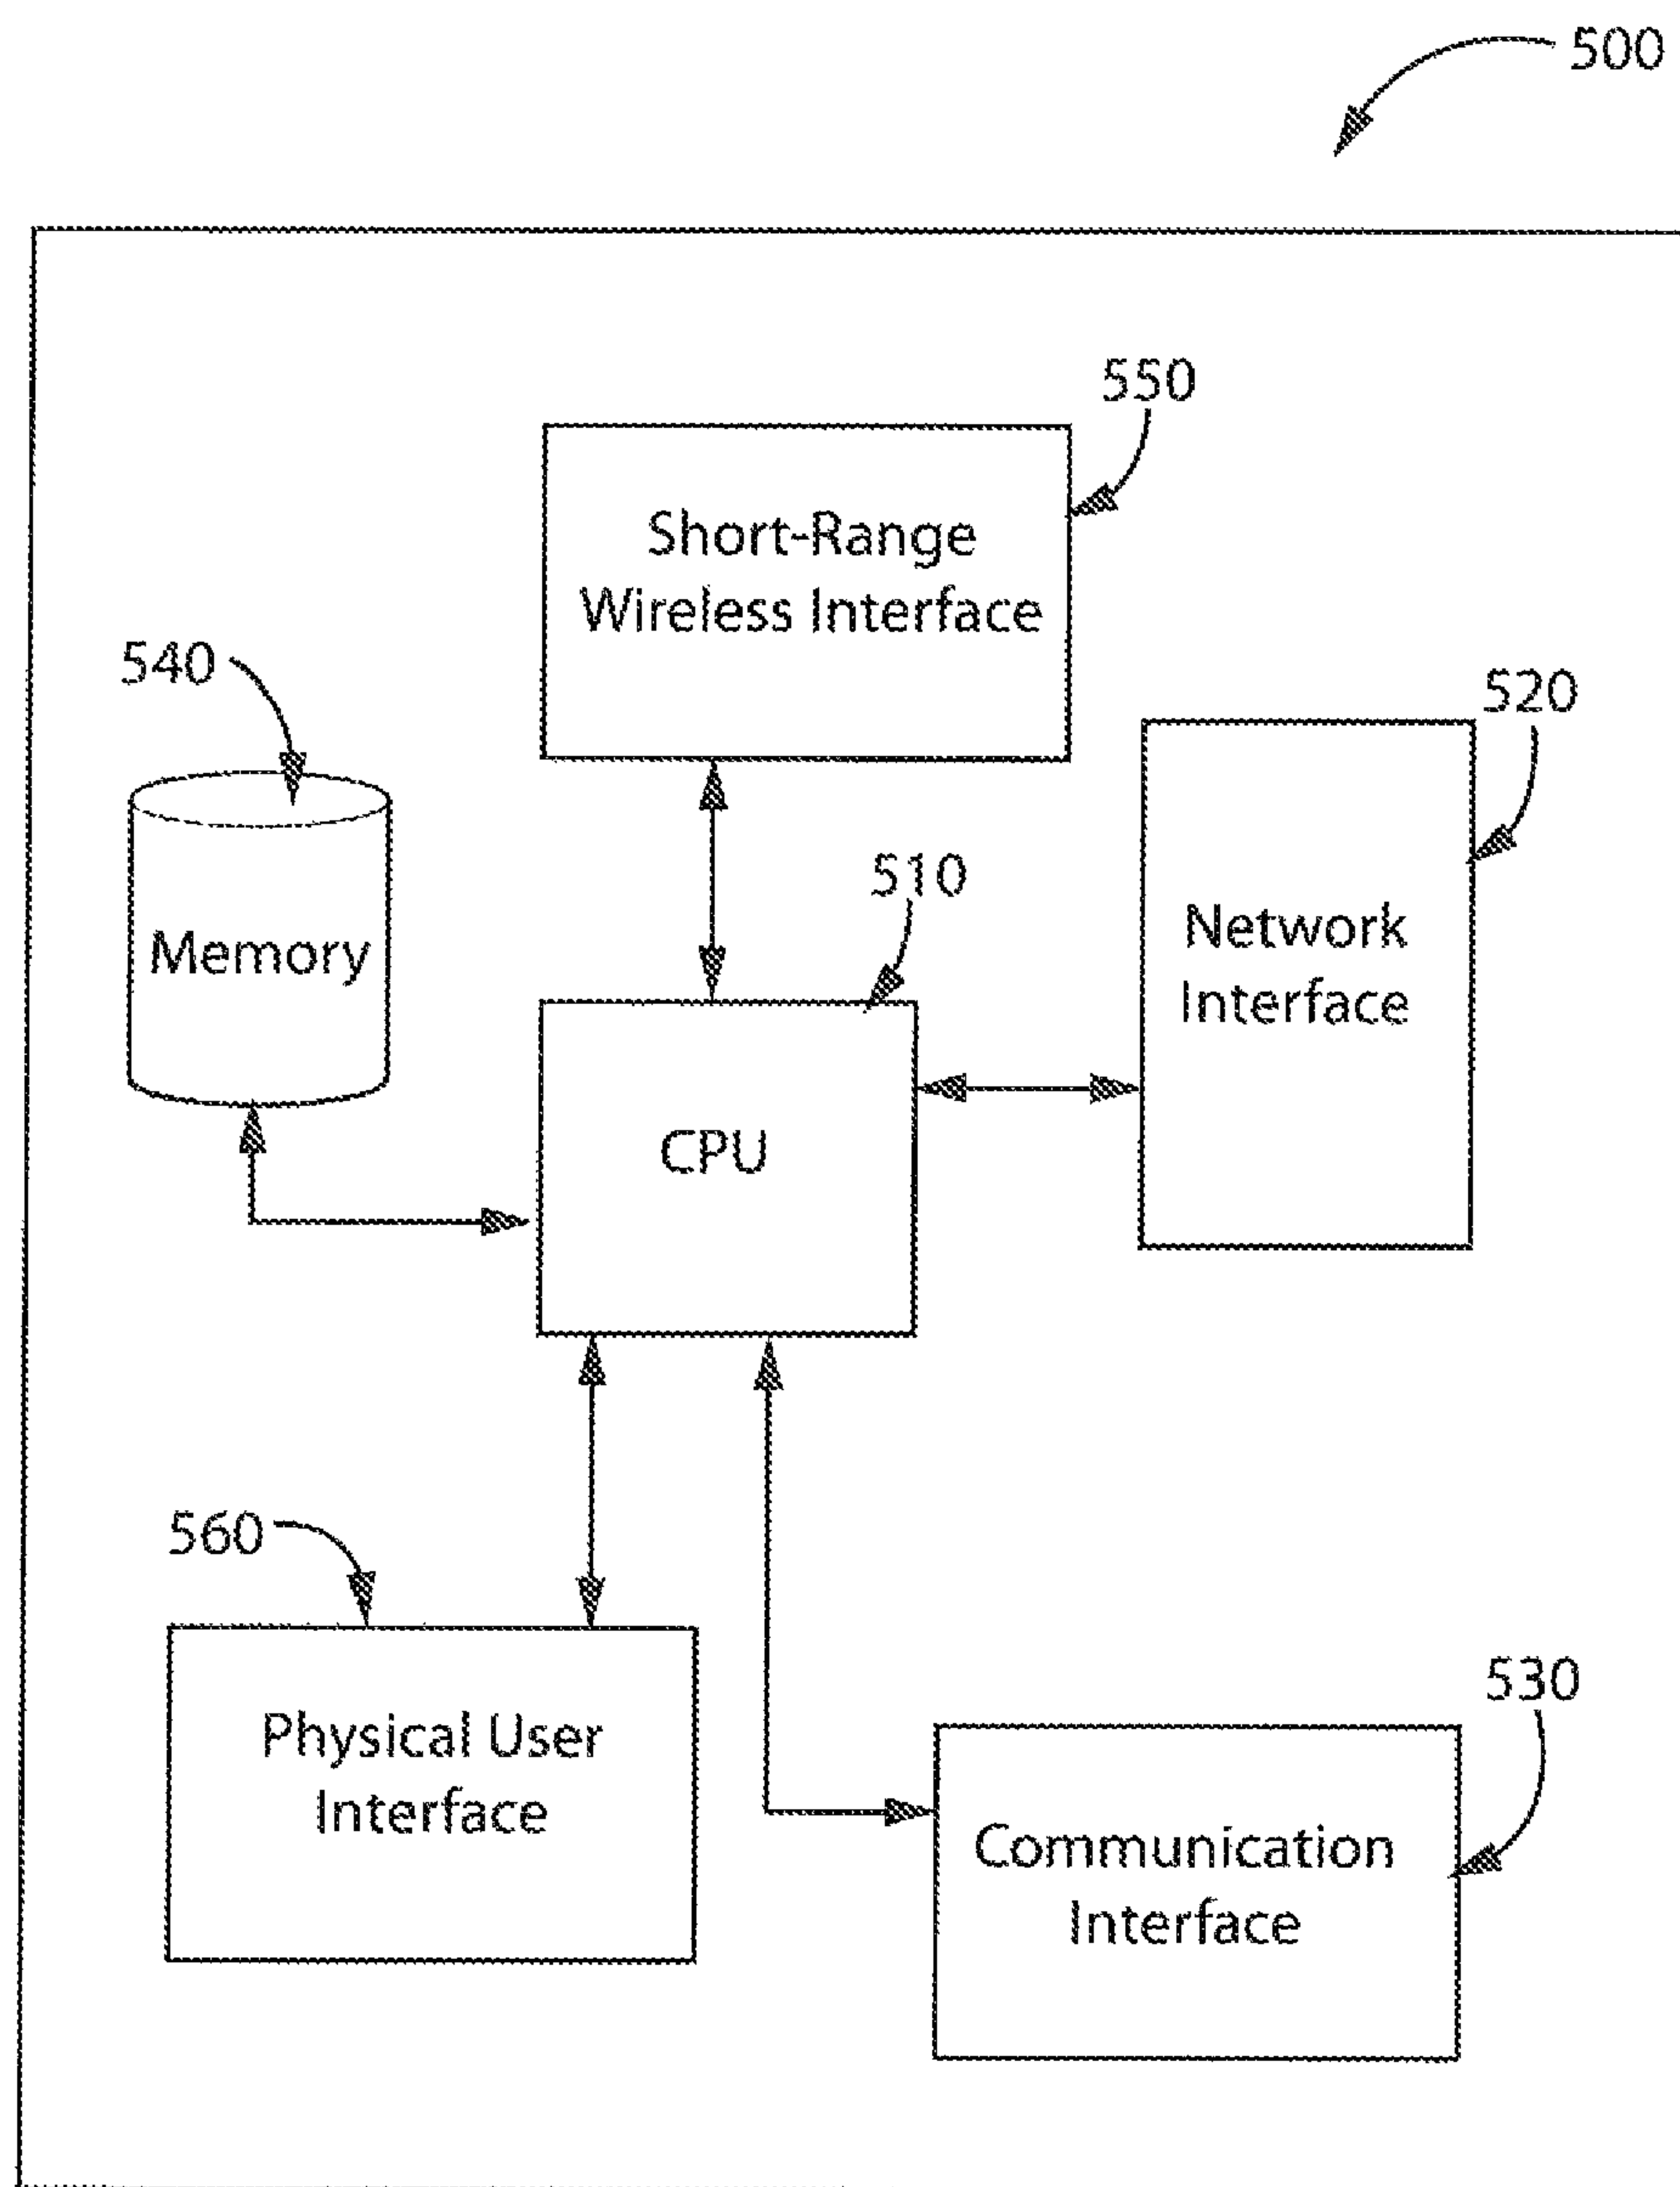 500
550
Short-Range
Wireless Interface
540
520
Memory
510
Network
Interface
CPU
560
Physical User
Interface
530
Communication
Interface